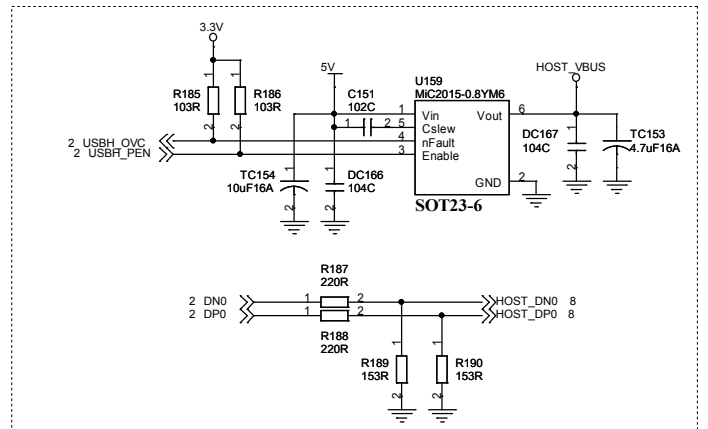 3.3V
5V
HOST_VBUS
R185
103R
R186
103R
C151
102C
U159
MiC2015-0.8YM6
1 Vin Vout 6
1 2 5 Cslew
4 nFault
3 Enable
GND 2
SOT23-6
2 USBH_OVC
2 USBH_PEN
TC154
10uF16A
DC166
104C
DC167
104C
TC153
4.7uF16A
R187
220R
2 DN0 1 2 HOST_DN0 8
2 DP0 1 2 HOST_DP0 8
R188
220R
R189
153R
R190
153R